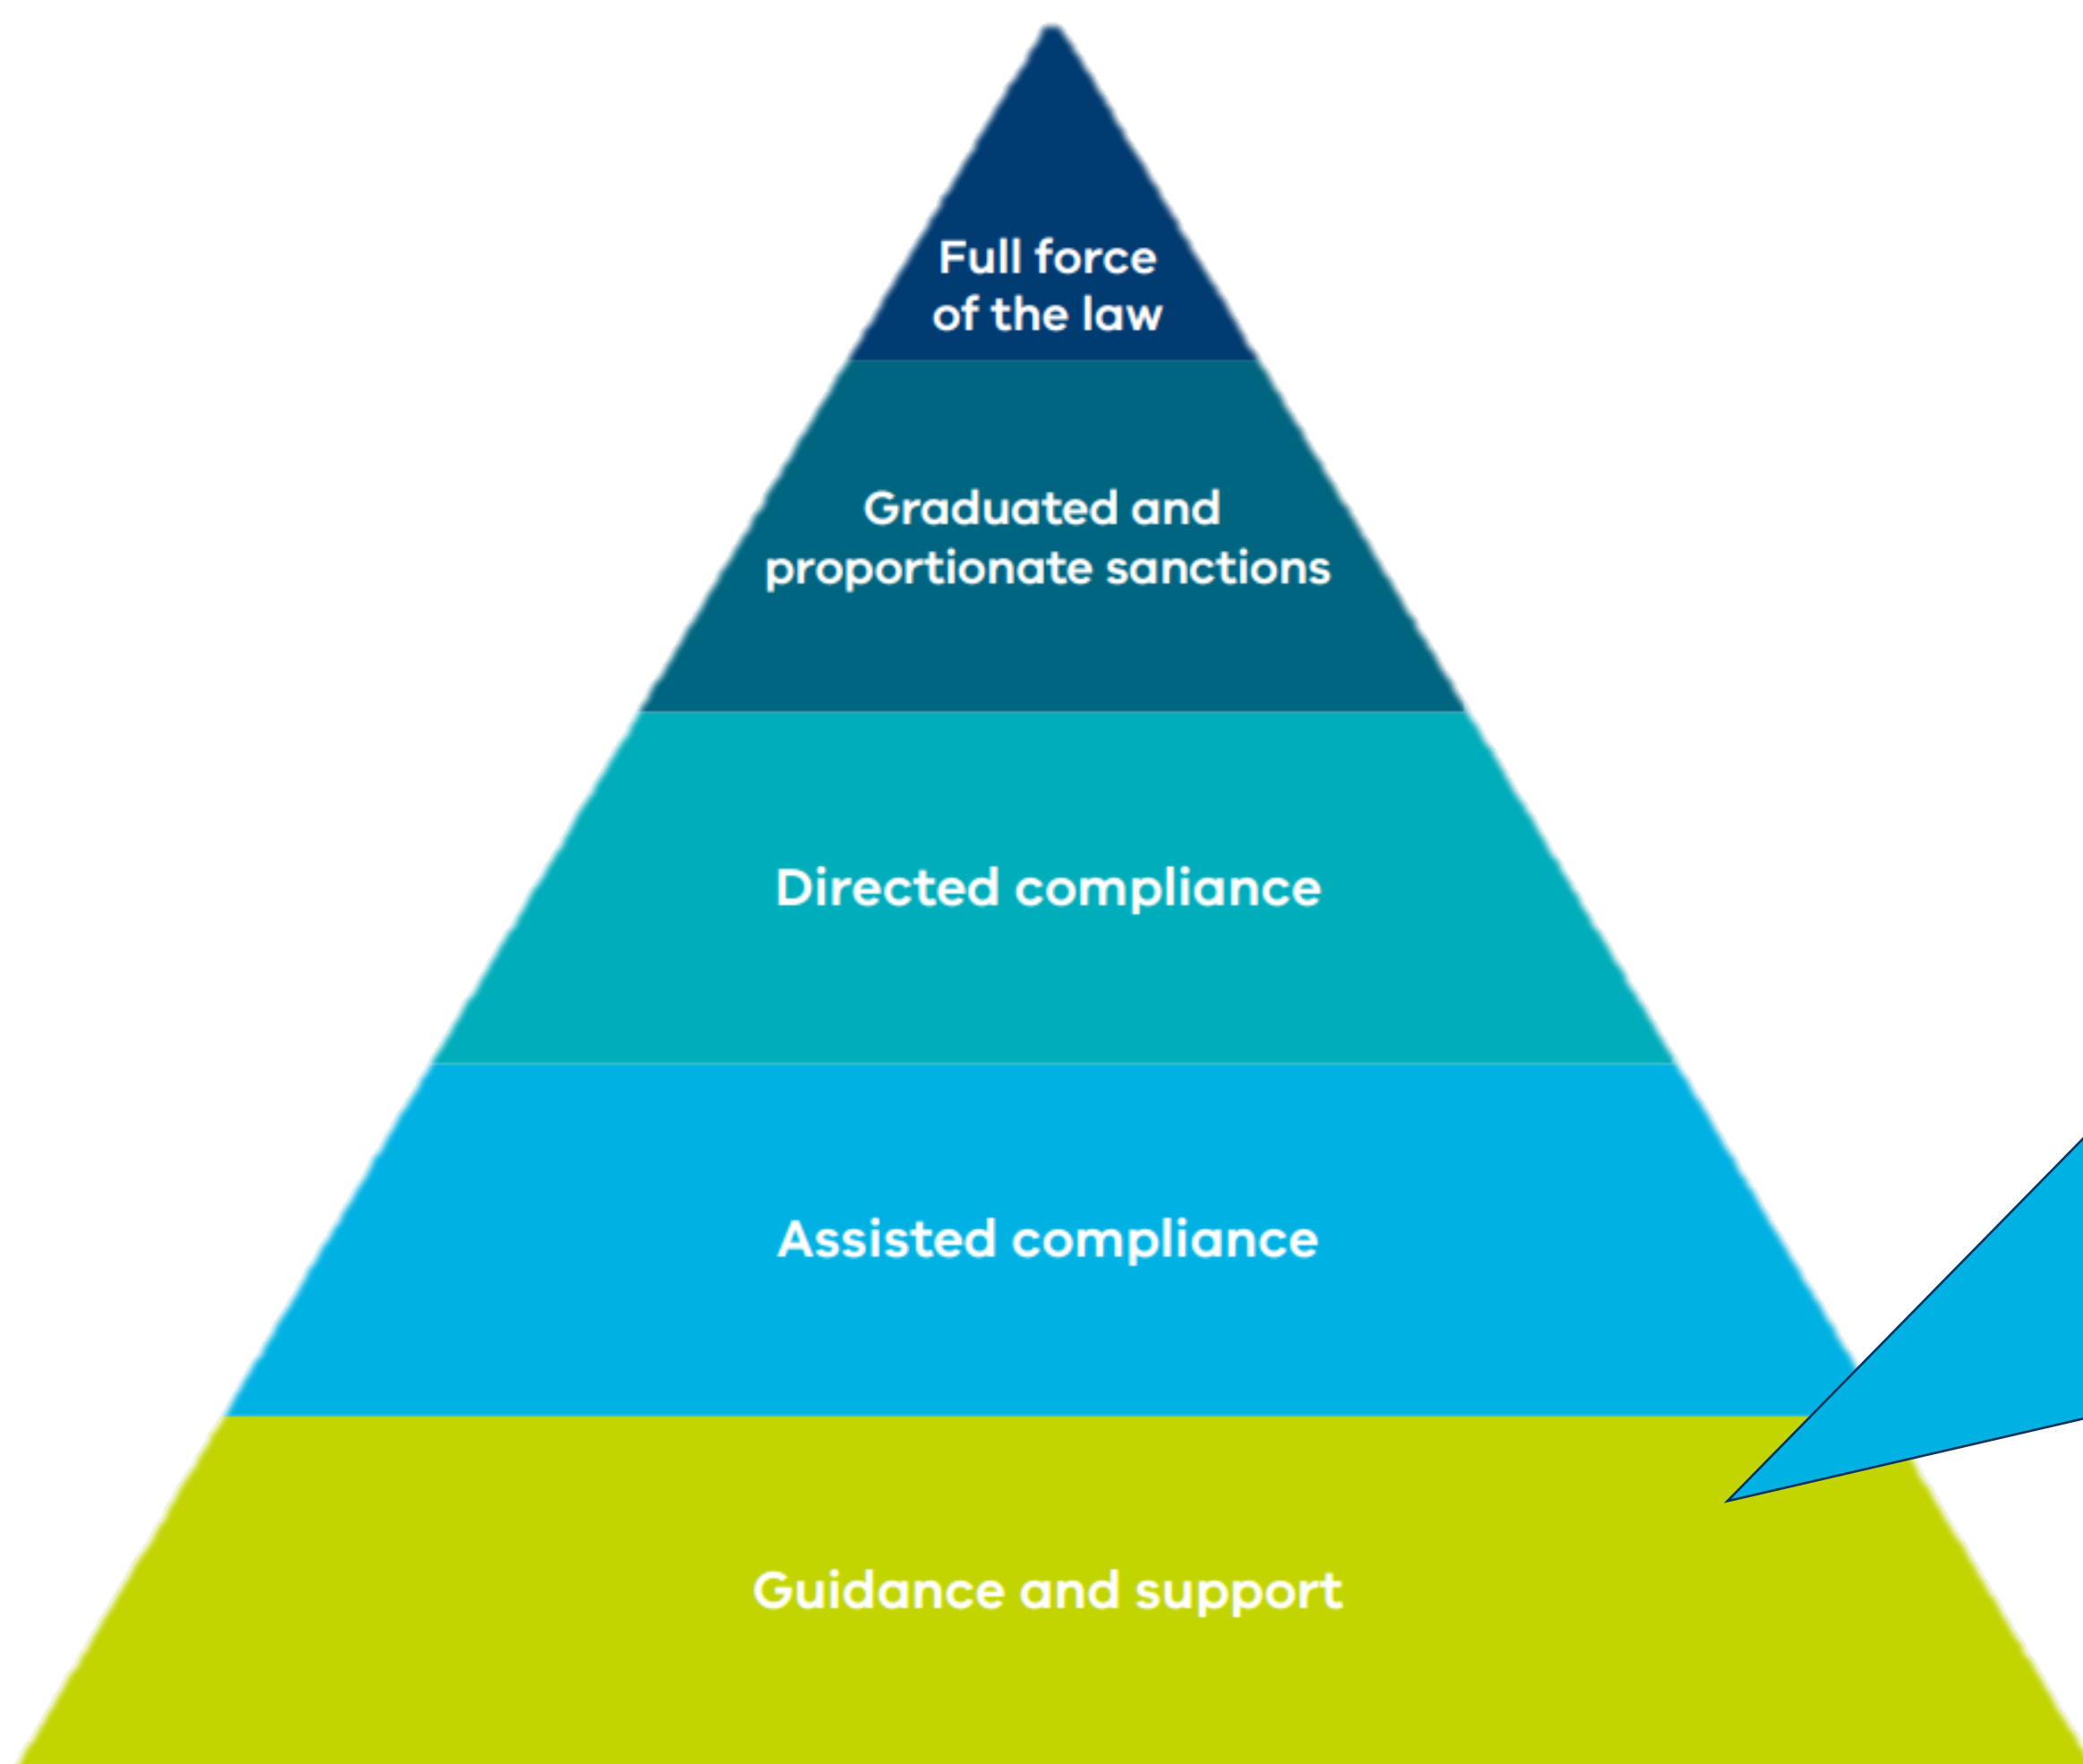 Full force
of the law
Graduated and
proportionate sanctions
Directed compliance
Assisted compliance
Guidance and support